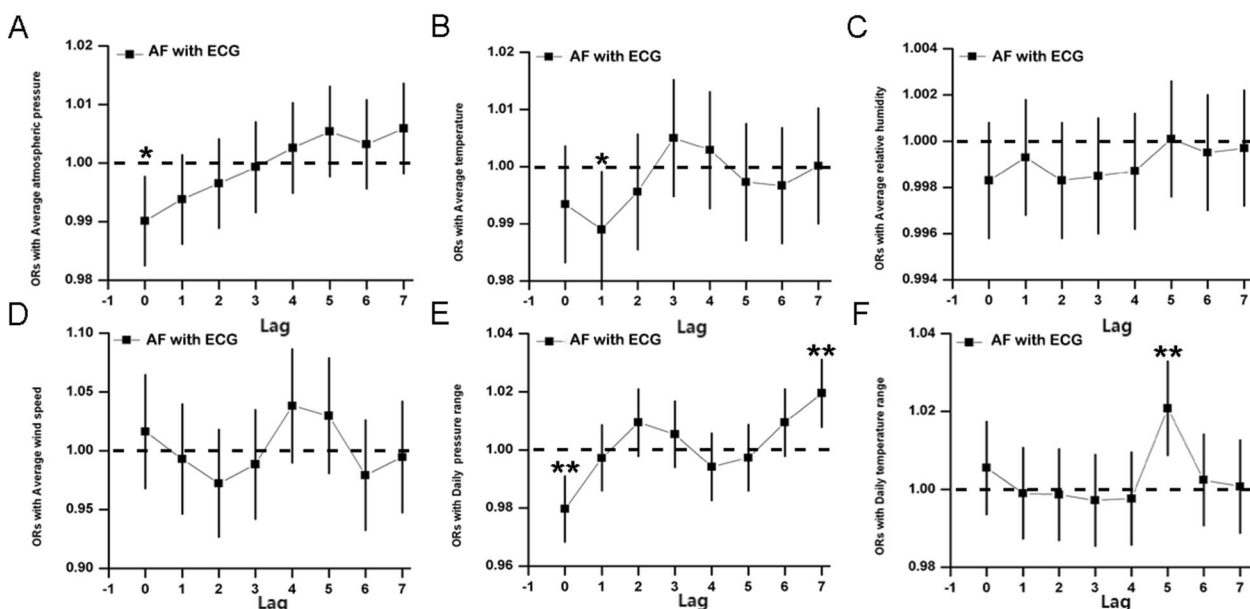 A
ORs with Average atmospheric pressure
AF with ECG
1.02
1.01
1.00
0.99
0.98
*
-1 0 1 2 3 4 5 6 7
Lag
B
ORs with Average temperature
AF with ECG
1.02
1.01
1.00
0.99
0.98
*
-1 0 1 2 3 4 5 6 7
Lag
C
ORs with Average relative humidity
AF with ECG
1.004
1.002
1.000
0.998
0.996
0.994
-1 0 1 2 3 4 5 6 7
Lag
D
ORs with Average wind speed
AF with ECG
1.10
1.05
1.00
0.95
0.90
-1 0 1 2 3 4 5 6 7
Lag
E
ORs with Daily pressure range
AF with ECG
1.04
1.02
1.00
0.98
0.96
**
**
-1 0 1 2 3 4 5 6 7
Lag
F
ORs with Daily temperature range
AF with ECG
1.04
1.02
1.00
0.98
**
-1 0 1 2 3 4 5 6 7
Lag